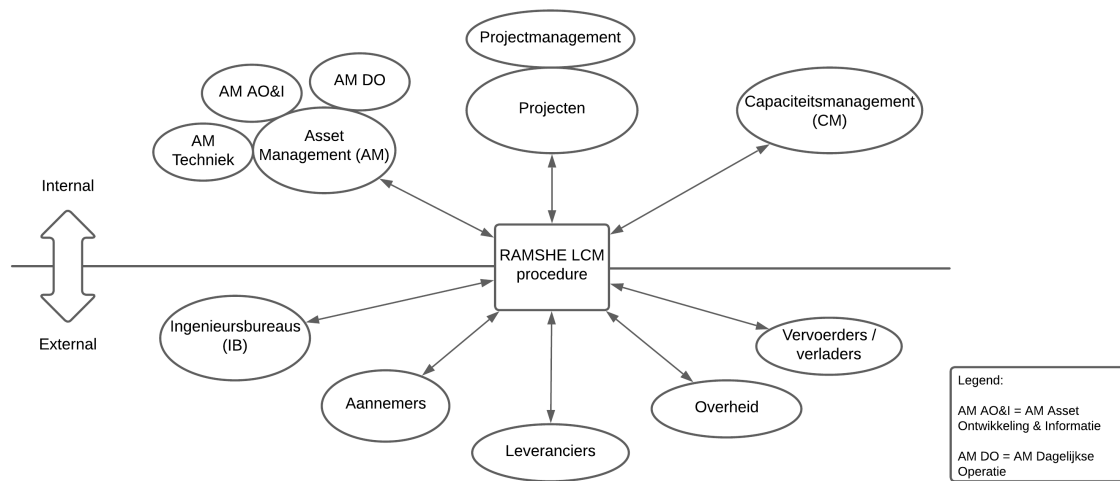 Projectmanagement
AM DO
AM AO&I
Projecten
Capaciteitsmanagement
(CM)
AM
Techniek
Asset
Management (AM)
Internal
RAMSHE LCM
procedure
External
Ingenieursbureaus
(IB)
Vervoerders /
verladers
Aannemers
Overheid
Leveranciers
Legend:
AM AO&I = AM Asset
Ontwikkeling & Informatie
AM DO = AM Dagelijkse
Operatie